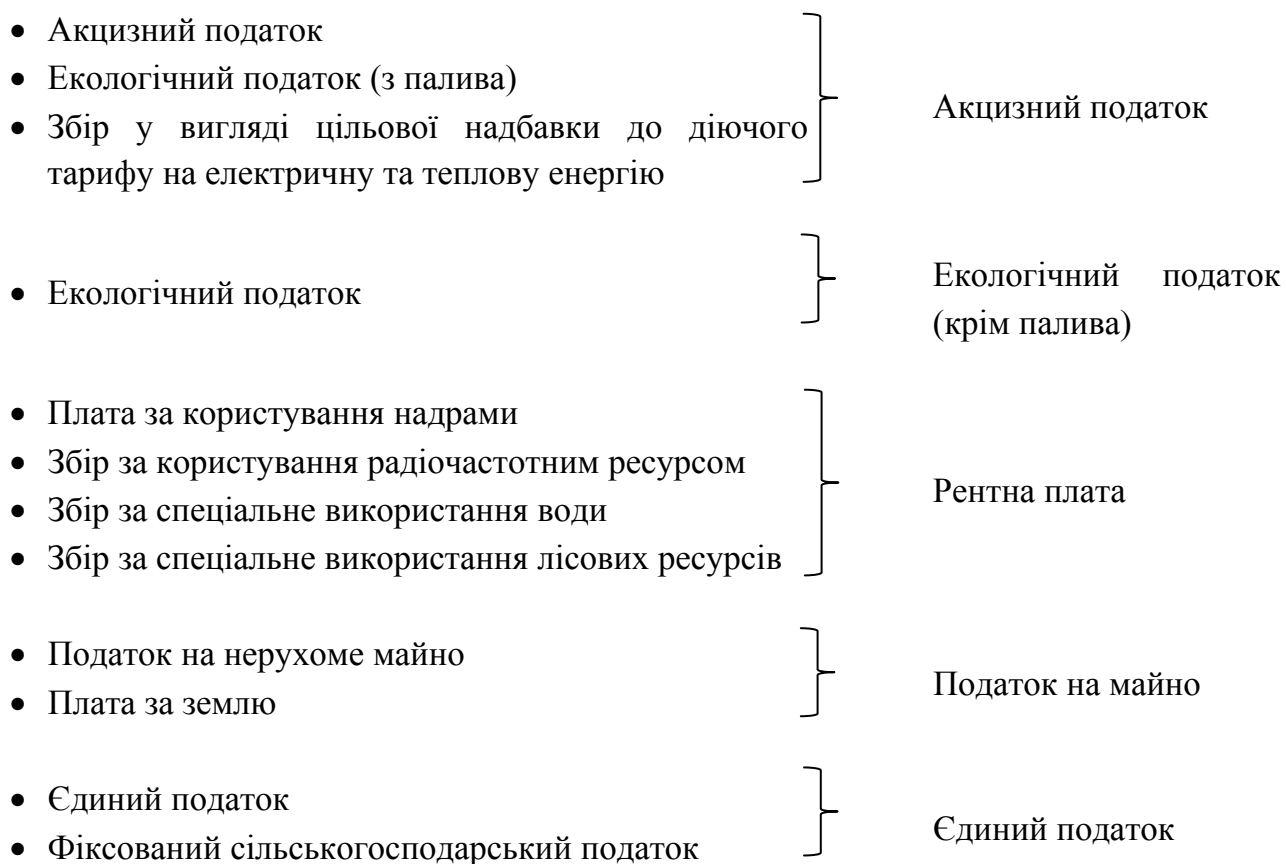 • Акцизний податок
• Екологічний податок (з палива)
• Збір у вигляді цільової надбавки до діючого
тарифу на електричну та теплову енергію
Акцизний податок
• Екологічний податок
Екологічний податок
(крім палива)
• Плата за користування надрами
• Збір за користування радіочастотним ресурсом
• Збір за спеціальне використання води
• Збір за спеціальне використання лісових ресурсів
Рентна плата
• Податок на нерухоме майно
• Плата за землю
Податок на майно
• Єдиний податок
• Фіксований сільськогосподарський податок
Єдиний податок